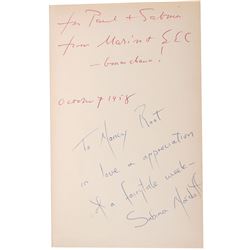 for Paul + Sabina
from Marisol & E.C
bonne chance!
October 7 1958
To Nancy Root
in love & appreciation
of a fairytale week—
Sabina